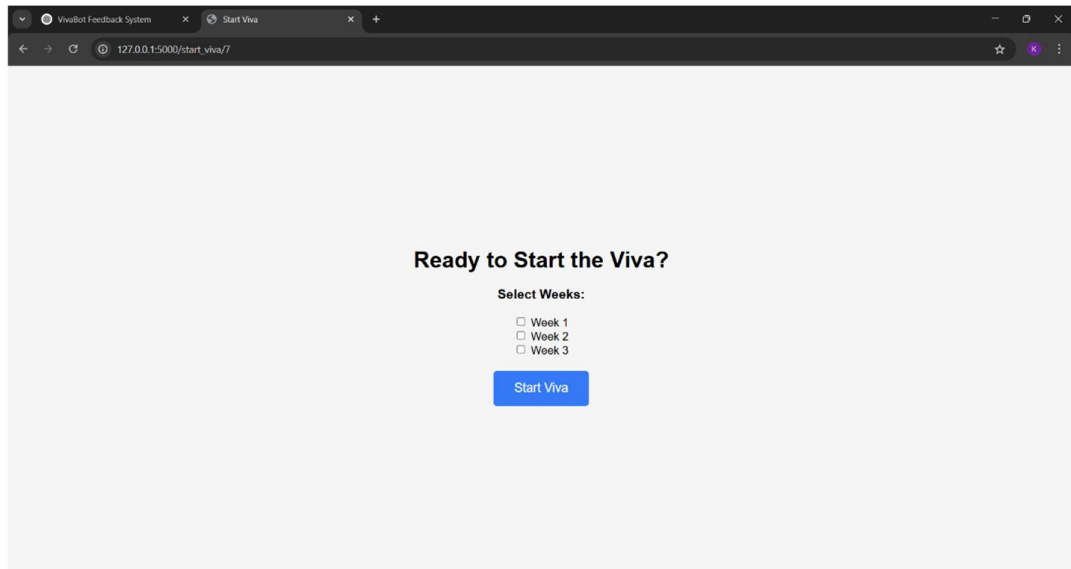 VivaBot Feedback System
Start Viva
127.0.0.1:5000/start_viva/7
K
Ready to Start the Viva?
Select Weeks:
Week 1
Week 2
Week 3
Start Viva